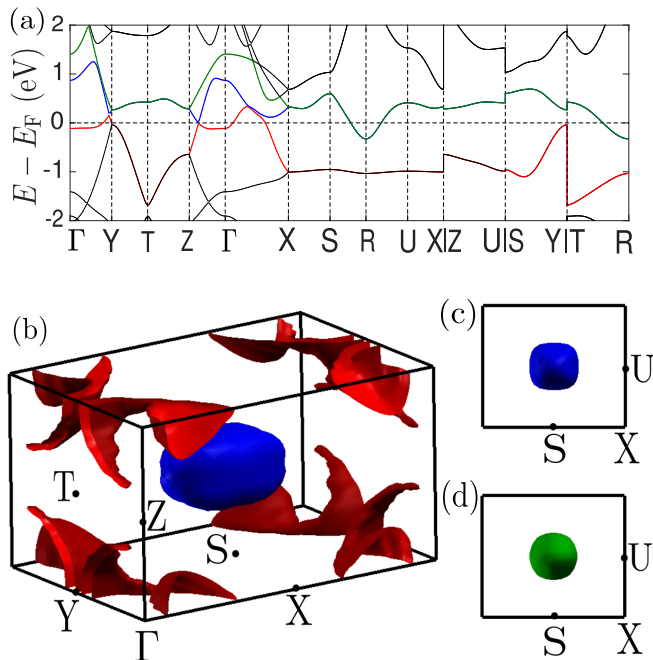 (a)
E − E_F (eV)
2
1
0
-1
-2
Γ Y T Z Γ X S R U X|Z U|S Y|T R
(b)
T
Z
S
Y
X
Γ
(c)
U
S
X
(d)
U
S
X